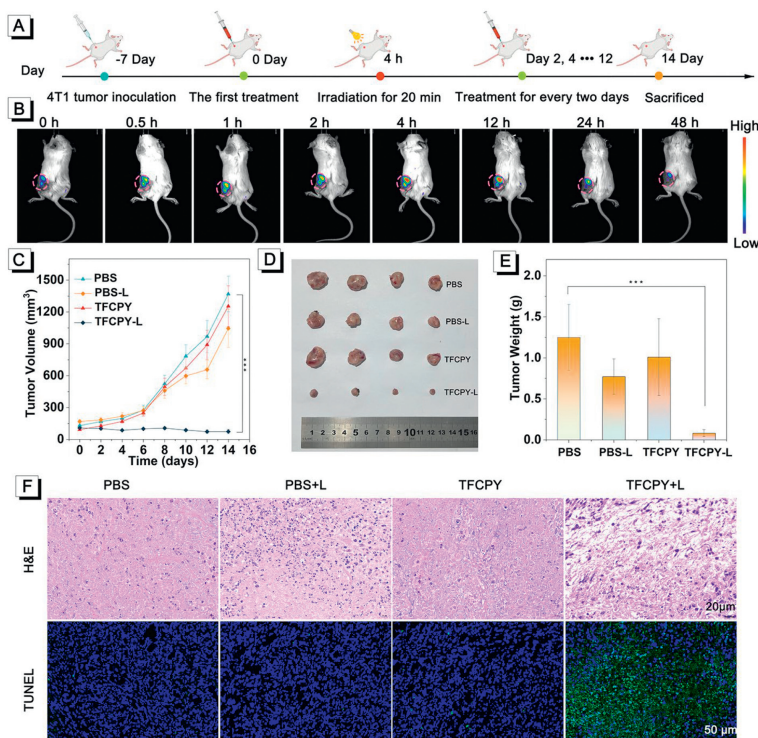 A
-7 Day
0 Day
4 h
Day 2, 4 ••• 12
14 Day
Day
4T1 tumor inoculation
The first treatment
Irradiation for 20 min
Treatment for every two days
Sacrificed
B
0 h
0.5 h
1 h
2 h
4 h
12 h
24 h
48 h
High
Low
C
PBS
PBS-L
TFCPY
TFCPY-L
Tumor Volume (mm³)
1500
1200
900
600
300
0
***
0 2 4 6 8 10 12 14 16
Time (days)
D
PBS
PBS-L
TFCPY
TFCPY-L
1 2 3 4 5 6 7 8 9 10 11 12 13 14 15 16
E
Tumor Weight (g)
2.0
1.5
1.0
0.5
0.0
***
PBS
PBS-L
TFCPY
TFCPY-L
F
PBS
PBS+L
TFCPY
TFCPY+L
H&E
20μm
TUNEL
50 μm